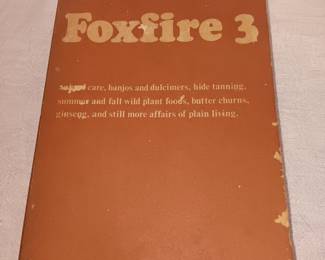 Foxfire 3
care, banjos and dulcimers, hide tanning,
summer and fall wild plant foods, butter churns,
ginseng, and still more affairs of plain living.